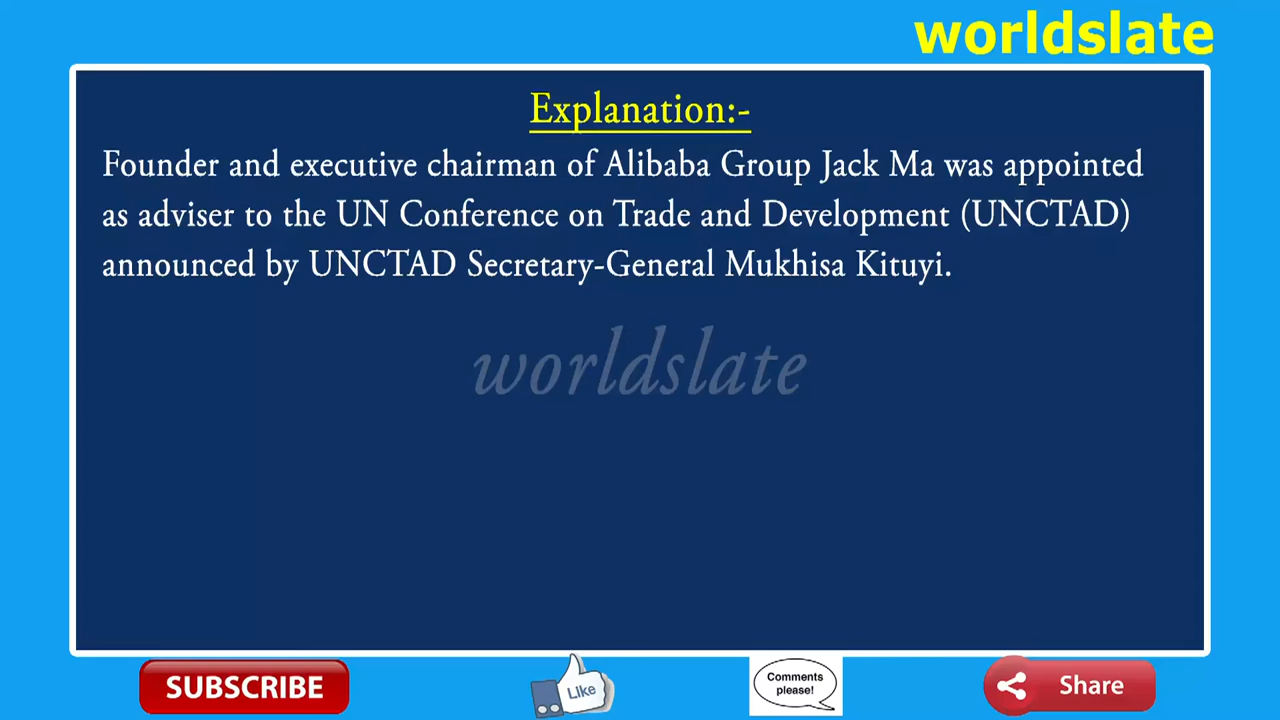 worldslate
Explanation:-
Founder and executive chairman of Alibaba Group Jack Ma was appointed
as adviser to the UN Conference on Trade and Development (UNCTAD)
announced by UNCTAD Secretary-General Mukhisa Kituyi.
worldslate
SUBSCRIBE
Like
Comments
please!
Share